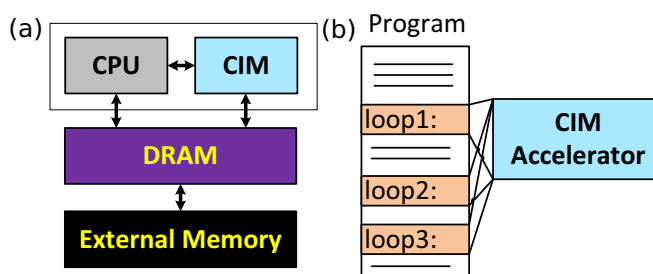 (a)
CPU
CIM
DRAM
External Memory
(b)
Program
loop1:
loop2:
loop3:
CIM
Accelerator